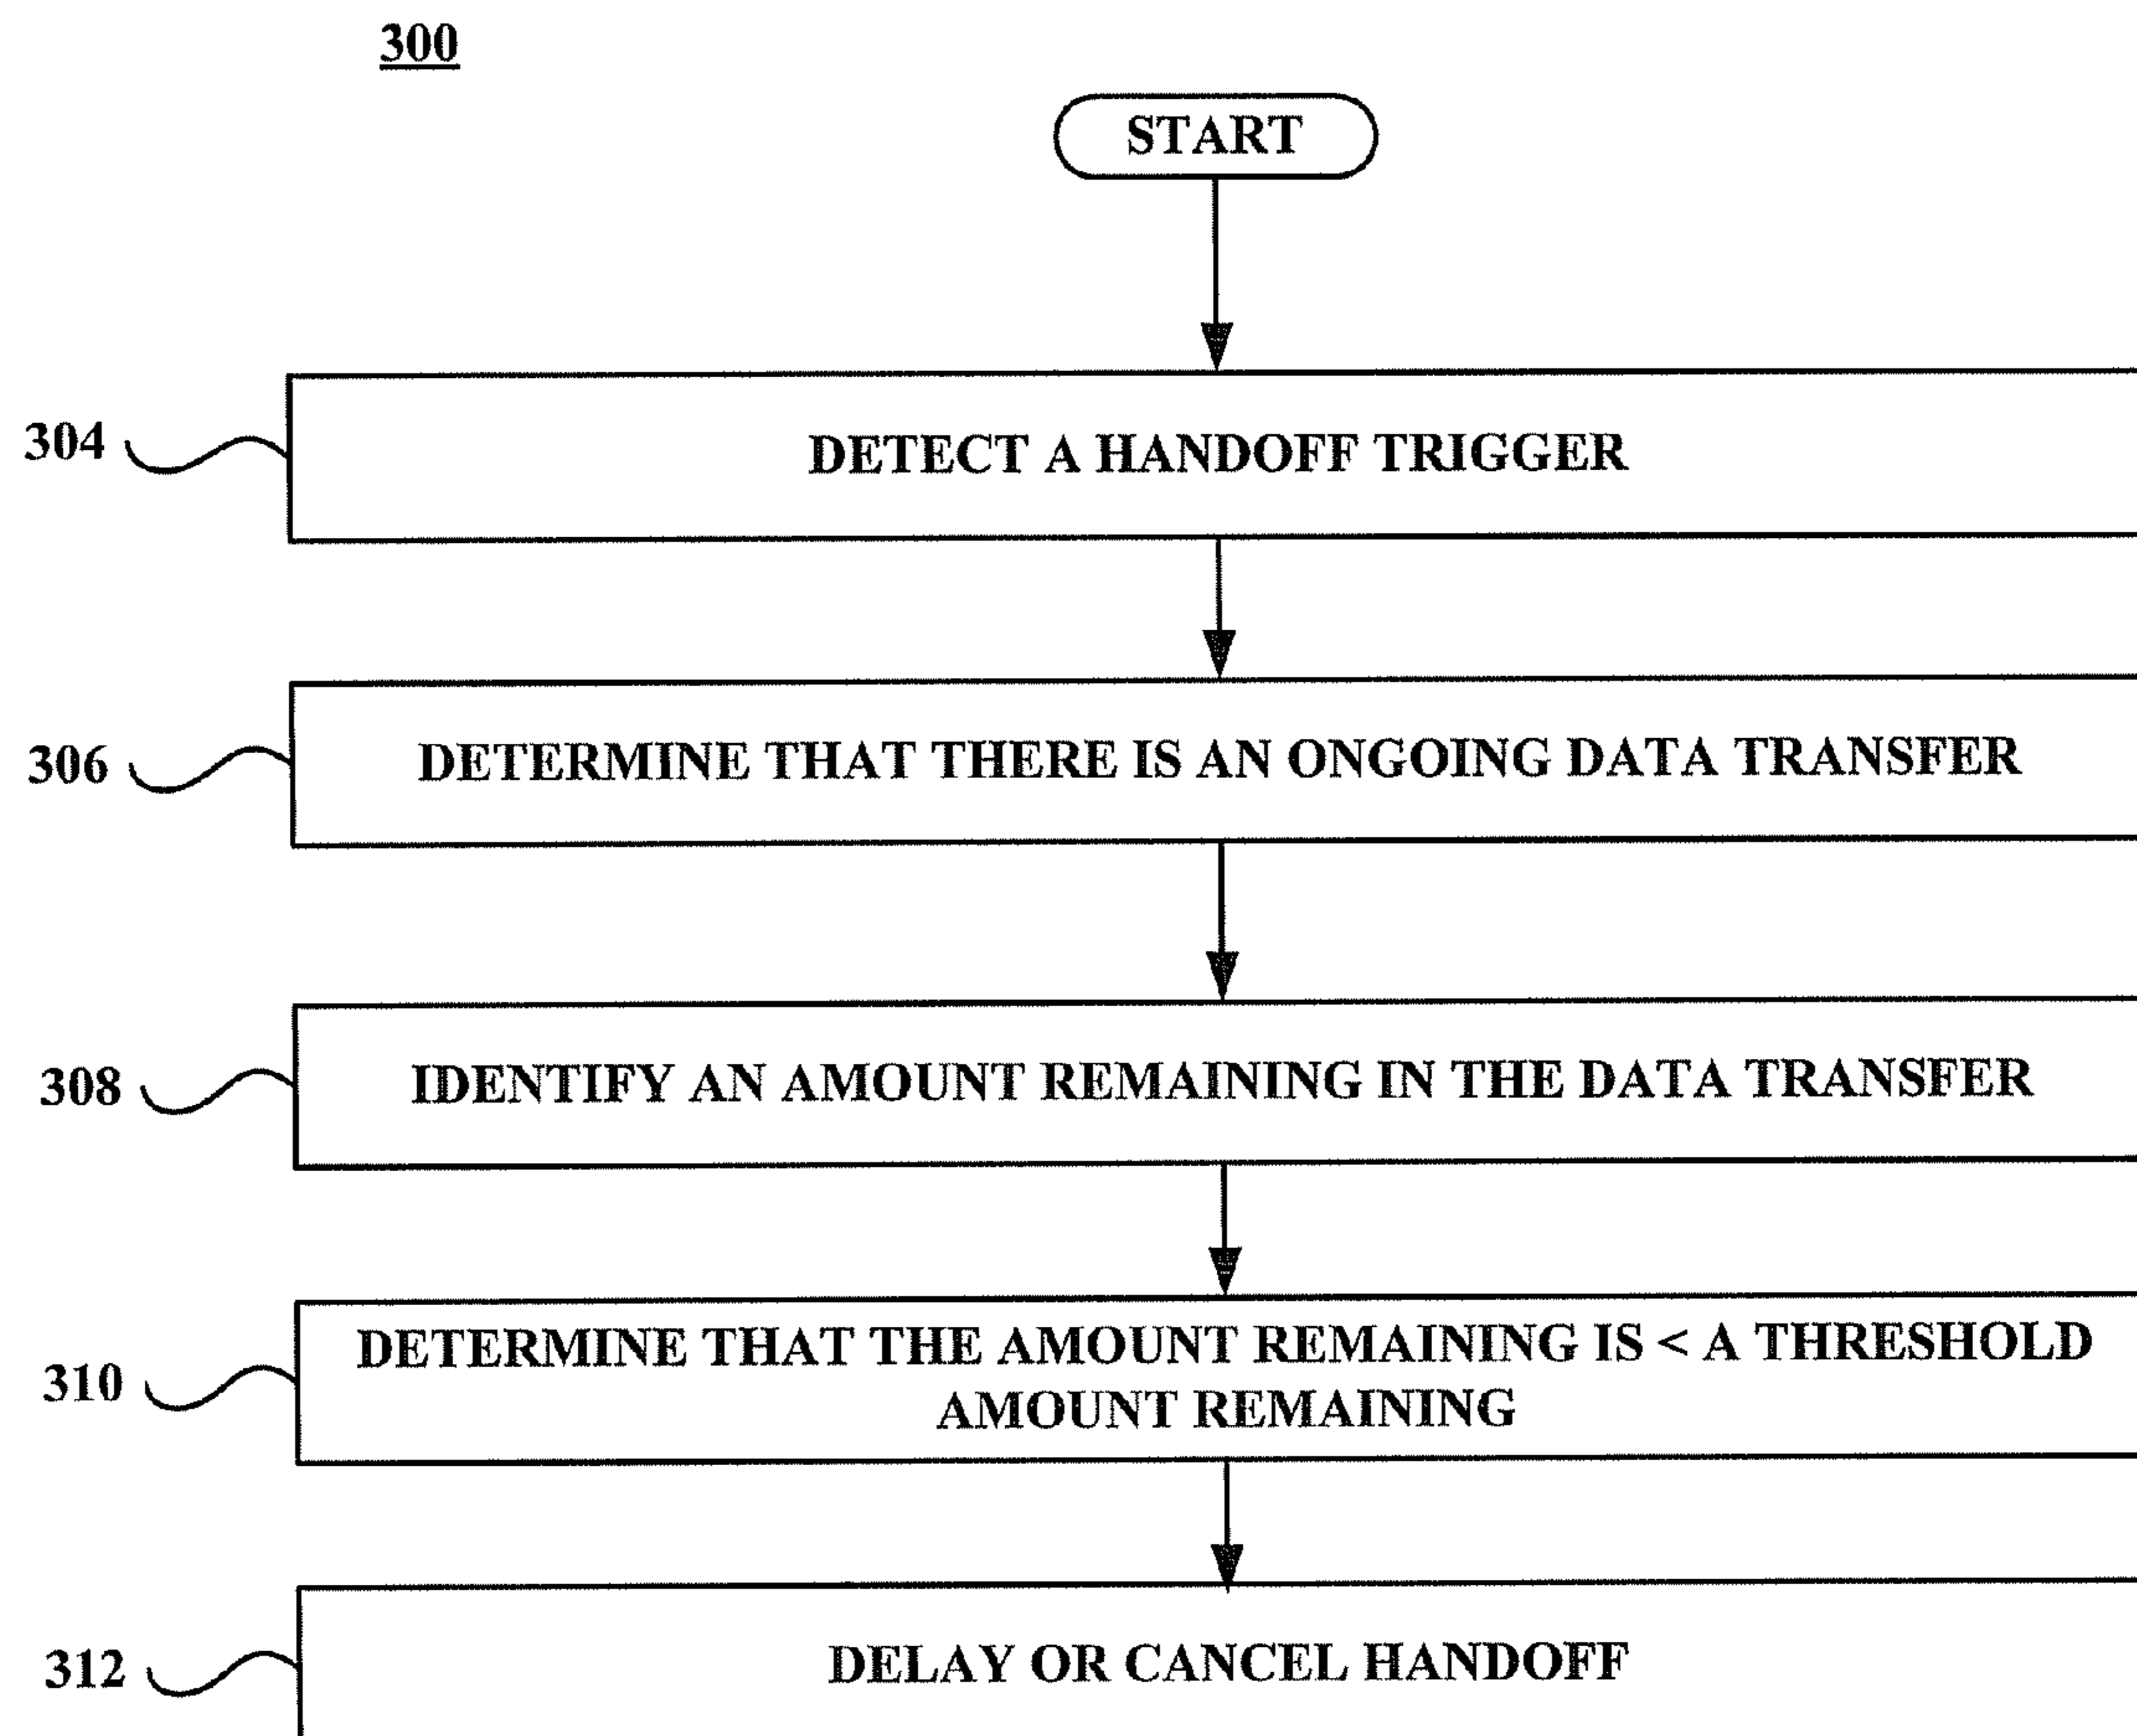 300
START
304
DETECT A HANDOFF TRIGGER
306
DETERMINE THAT THERE IS AN ONGOING DATA TRANSFER
308
IDENTIFY AN AMOUNT REMAINING IN THE DATA TRANSFER
310
DETERMINE THAT THE AMOUNT REMAINING IS < A THRESHOLD
AMOUNT REMAINING
312
DELAY OR CANCEL HANDOFF